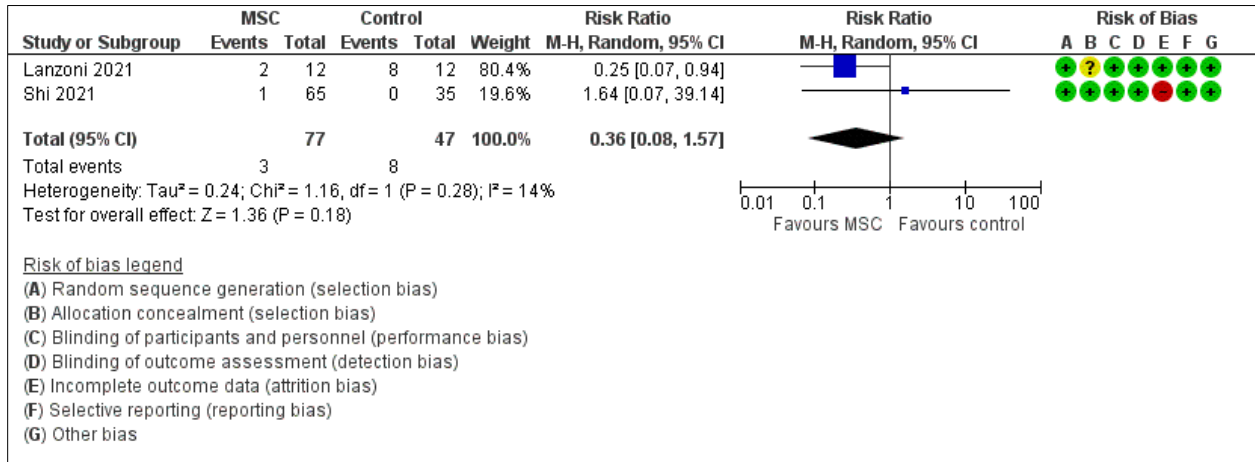 MSC Control Risk Ratio Risk Ratio Risk of Bias
Study or Subgroup Events Total Events Total Weight M-H, Random, 95% CI M-H, Random, 95% CI A B C D E F G
Lanzoni 2021 2 12 8 12 80.4% 0.25 [0.07, 0.94] + ? + + + + +
Shi 2021 1 65 0 35 19.6% 1.64 [0.07, 39.14] + + + + - + +
Total (95% CI) 77 47 100.0% 0.36 [0.08, 1.57]
Total events 3 8
Heterogeneity: Tau² = 0.24; Chi² = 1.16, df = 1 (P = 0.28); I² = 14%
Test for overall effect: Z = 1.36 (P = 0.18)
0.01 0.1 1 10 100
Favours MSC Favours control
Risk of bias legend
(A) Random sequence generation (selection bias)
(B) Allocation concealment (selection bias)
(C) Blinding of participants and personnel (performance bias)
(D) Blinding of outcome assessment (detection bias)
(E) Incomplete outcome data (attrition bias)
(F) Selective reporting (reporting bias)
(G) Other bias